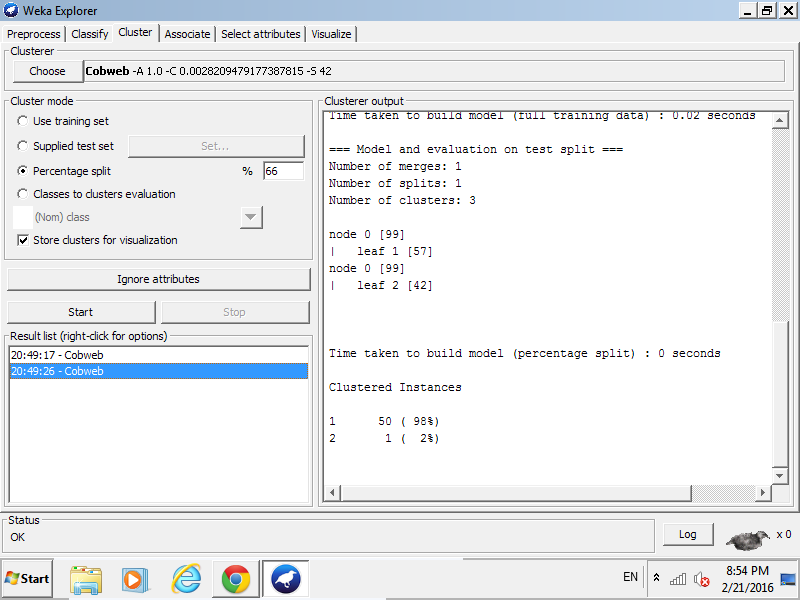 Weka Explorer
Preprocess Classify Cluster Associate Select attributes Visualize
Clusterer
Choose Cobweb -A 1.0 -C 0.0028209479177387815 -S 42
Cluster mode
Use training set
Supplied test set Set...
Percentage split % 66
Classes to clusters evaluation
(Nom) class
Store clusters for visualization
Ignore attributes
Start Stop
Result list (right-click for options)
20:49:17 - Cobweb
20:49:26 - Cobweb
Clusterer output
Time taken to build model (full training data) : 0.02 seconds
=== Model and evaluation on test split ===
Number of merges: 1
Number of splits: 1
Number of clusters: 3
node 0 [99]
|   leaf 1 [57]
node 0 [99]
|   leaf 2 [42]
Time taken to build model (percentage split) : 0 seconds
Clustered Instances
1      50 ( 98%)
2       1 (  2%)
Status
OK
Log x 0
Start EN 8:54 PM
2/21/2016